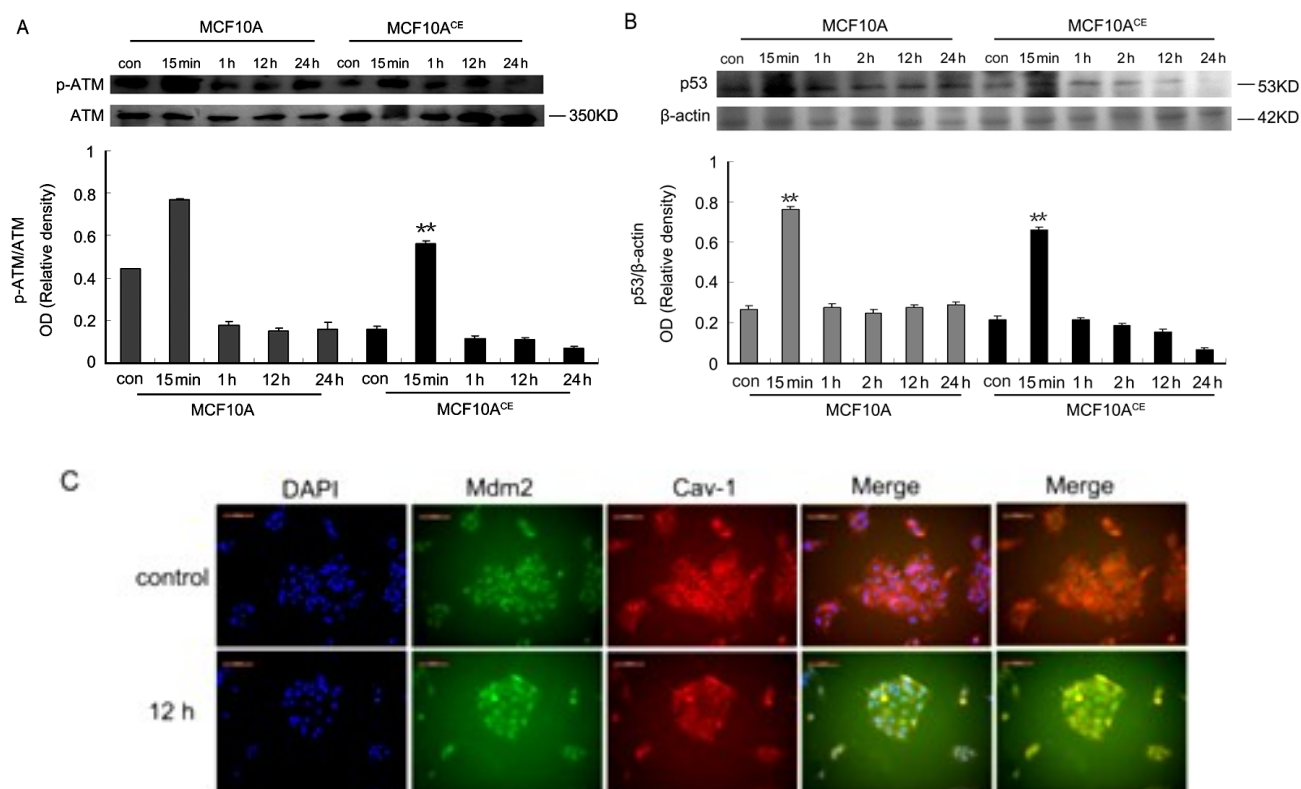 A
MCF10A MCF10A^CE
con 15 min 1 h 12 h 24 h con 15 min 1 h 12 h 24 h
p-ATM
ATM 350KD
p-ATM/ATM
OD (Relative density)
1
0.8
0.6
0.4
0.2
0
**
con 15 min 1 h 12 h 24 h con 15 min 1 h 12 h 24 h
MCF10A MCF10A^CE
B
MCF10A MCF10A^CE
con 15 min 1 h 2 h 12 h 24 h con 15 min 1 h 2 h 12 h 24 h
p53 53KD
β-actin 42KD
p53/β-actin
OD (Relative density)
1
0.8
0.6
0.4
0.2
0
** **
con 15 min 1 h 2 h 12 h 24 h con 15 min 1 h 2 h 12 h 24 h
MCF10A MCF10A^CE
C
DAPI Mdm2 Cav-1 Merge Merge
control
12 h